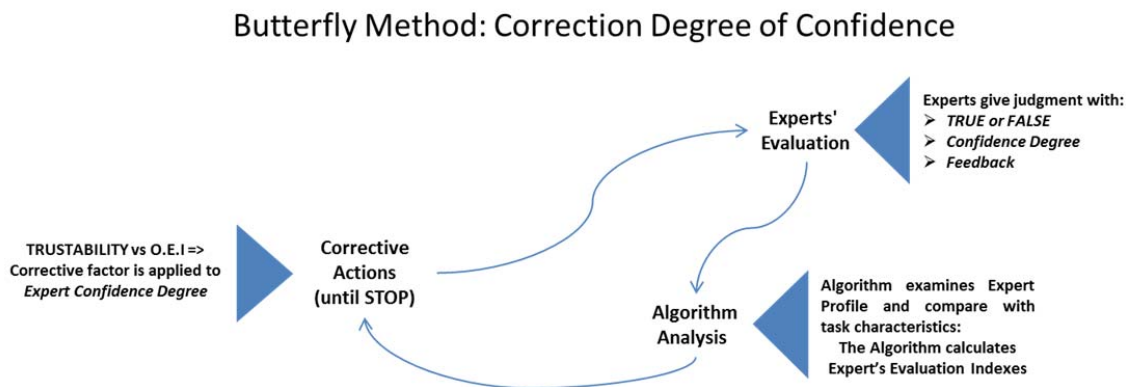 Butterfly Method: Correction Degree of Confidence
Experts'
Evaluation
Experts give judgment with:
➢ TRUE or FALSE
➢ Confidence Degree
➢ Feedback
TRUSTABILITY vs O.E.I =>
Corrective factor is applied to
Expert Confidence Degree
Corrective
Actions
(until STOP)
Algorithm
Analysis
Algorithm examines Expert
Profile and compare with
task characteristics:
The Algorithm calculates
Expert’s Evaluation Indexes